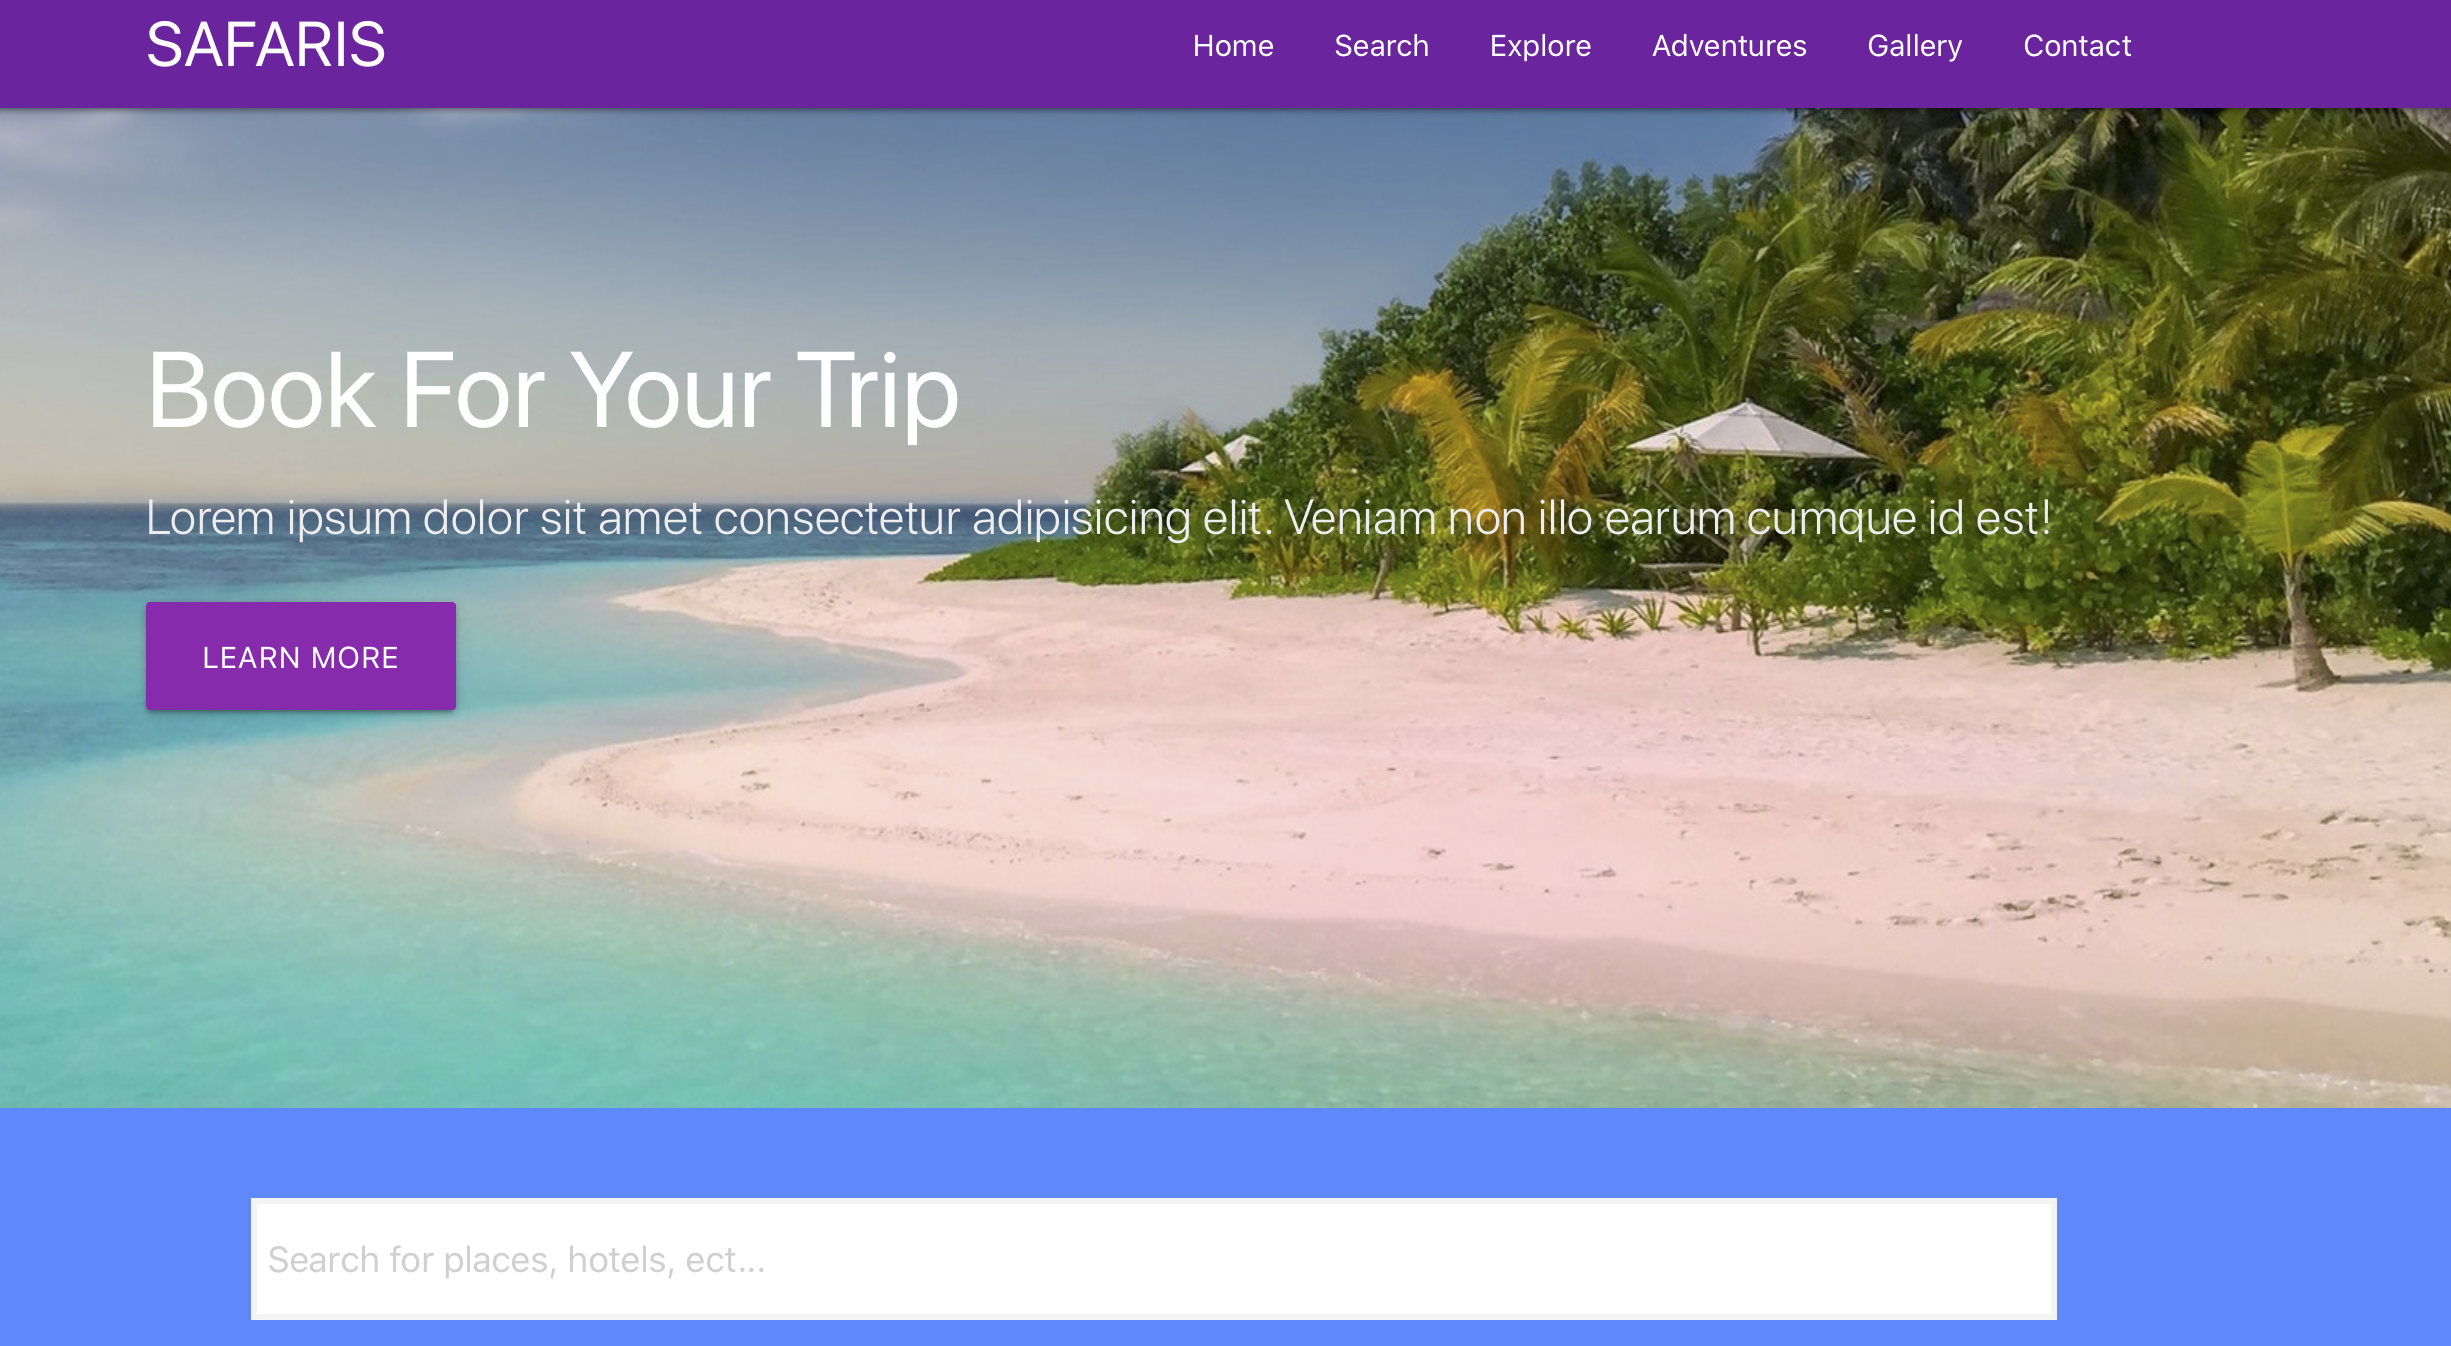 SAFARIS
Home Search Explore Adventures Gallery Contact
Book For Your Trip
Lorem ipsum dolor sit amet consectetur adipisicing elit. Veniam non illo earum cumque id est!
LEARN MORE
Search for places, hotels, ect...